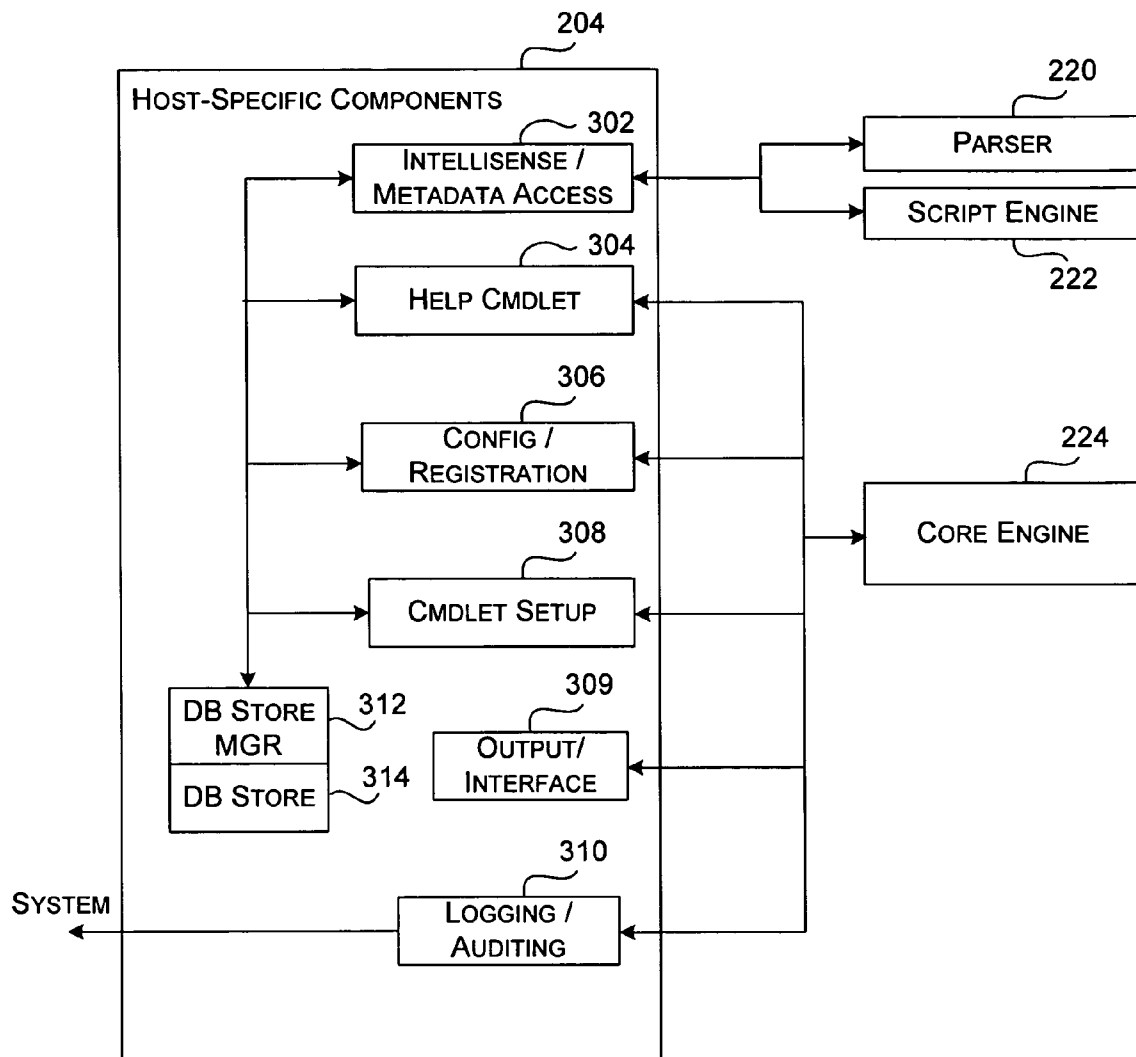 204
HOST-SPECIFIC COMPONENTS
302
INTELLISENSE /
METADATA ACCESS
220
PARSER
SCRIPT ENGINE
222
304
HELP CMDLET
306
CONFIG /
REGISTRATION
224
CORE ENGINE
308
CMDLET SETUP
DB STORE
MGR
312
DB STORE
314
309
OUTPUT/
INTERFACE
310
LOGGING /
AUDITING
SYSTEM